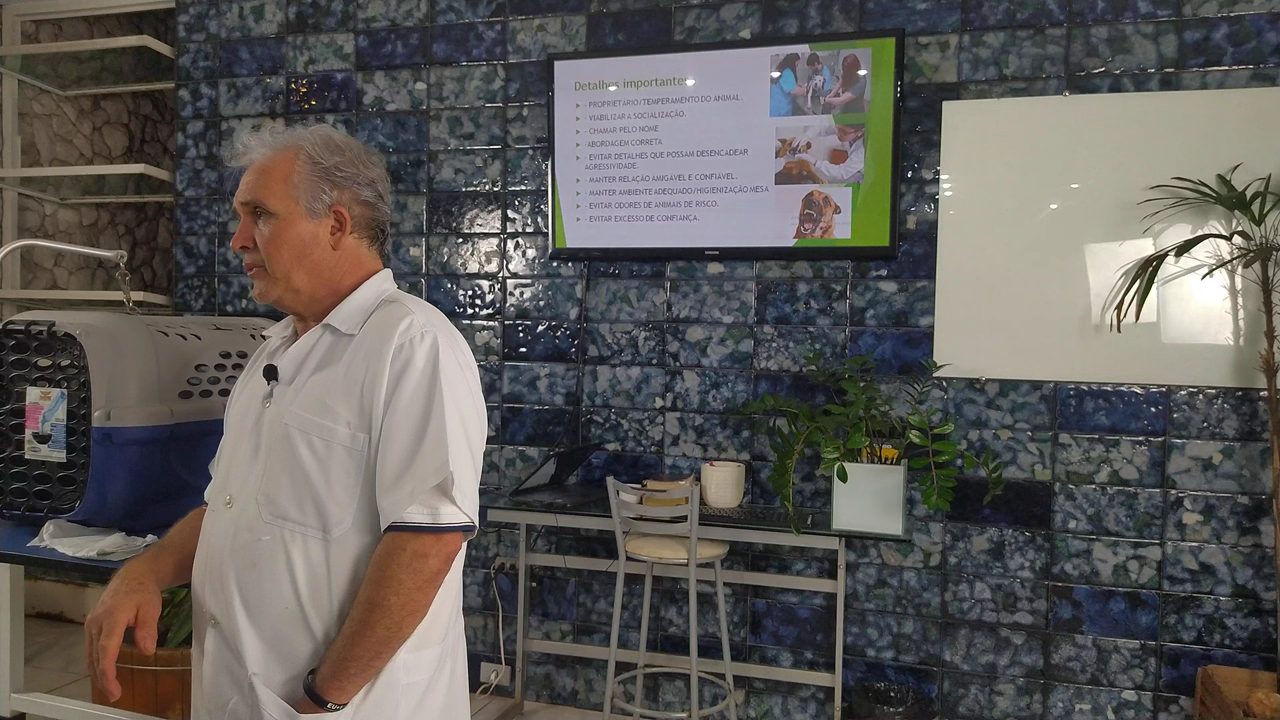 Detalhes importantes
- PROPRIETÁRIO/TEMPERAMENTO DO ANIMAL.
- VIABILIZAR A SOCIALIZAÇÃO.
- CHAMAR PELO NOME
-ABORDAGEM CORRETA
- EVITAR DETALHES QUE POSSAM DESENCADEAR
AGRESSIVIDADE.
- MANTER RELAÇÃO AMIGÁVEL E CONFIÁVEL.
- MANTER AMBIENTE ADEQUADO/HIGIENIZAÇÃO MESA
- EVITAR ODORES DE ANIMAIS DE RISCO.
- EVITAR EXCESSO DE CONFIANÇA.
SAMSUNG